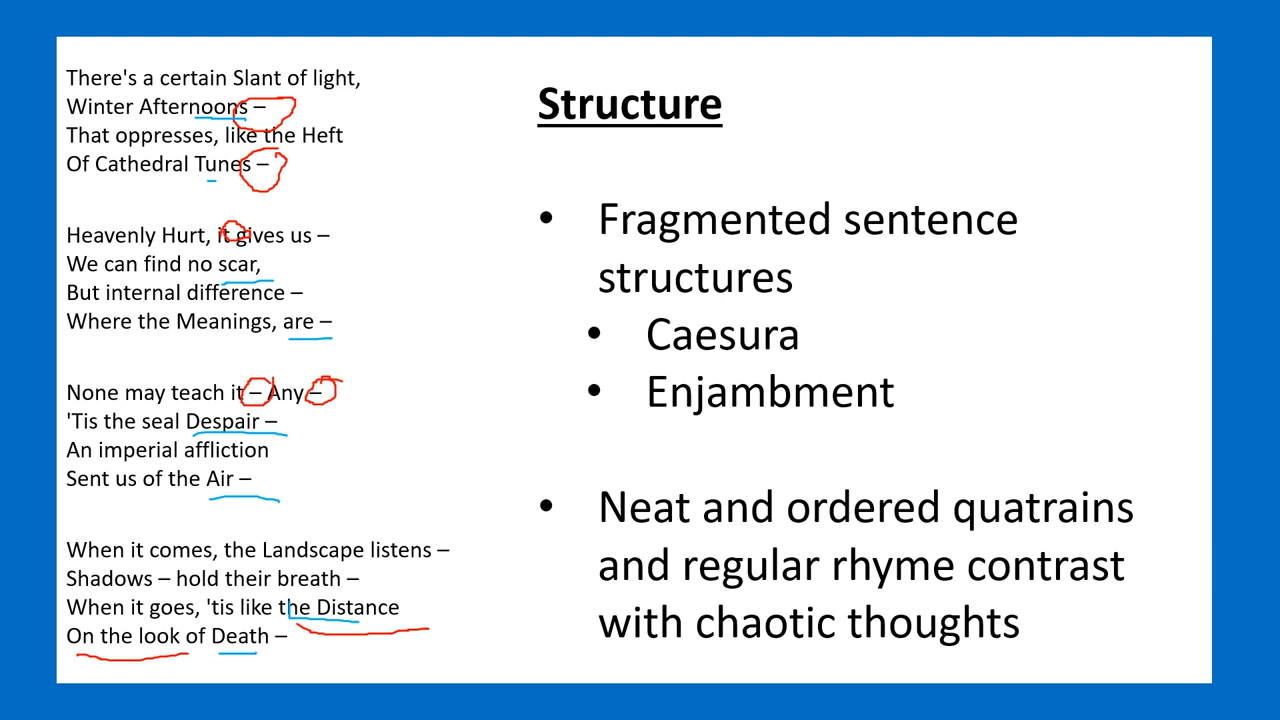 There's a certain Slant of light,
Winter Afternoons –
That oppresses, like the Heft
Of Cathedral Tunes –
Heavenly Hurt, it gives us –
We can find no scar,
But internal difference –
Where the Meanings, are –
None may teach it – Any –
'Tis the seal Despair –
An imperial affliction
Sent us of the Air –
When it comes, the Landscape listens –
Shadows – hold their breath –
When it goes, 'tis like the Distance
On the look of Death –
Structure
• Fragmented sentence
structures
• Caesura
• Enjambment
• Neat and ordered quatrains
and regular rhyme contrast
with chaotic thoughts